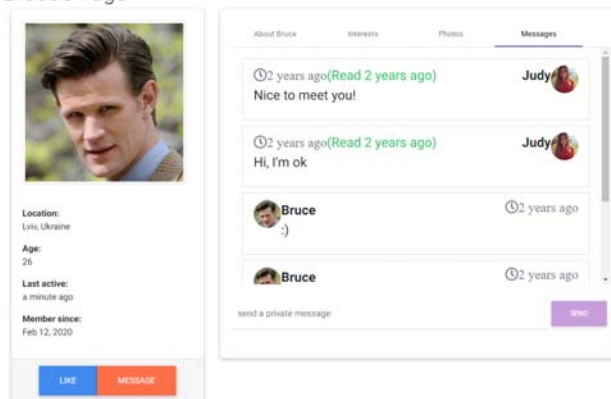 About Bruce Interests Photos Messages
2 years ago(Read 2 years ago) Judy
Nice to meet you!
2 years ago(Read 2 years ago) Judy
Hi, I'm ok
Bruce 2 years ago
:)
Bruce 2 years ago
send a private message SEND
Location:
Lviv, Ukraine
Age:
26
Last active:
a minute ago
Member since:
Feb 12, 2020
LIKE MESSAGE